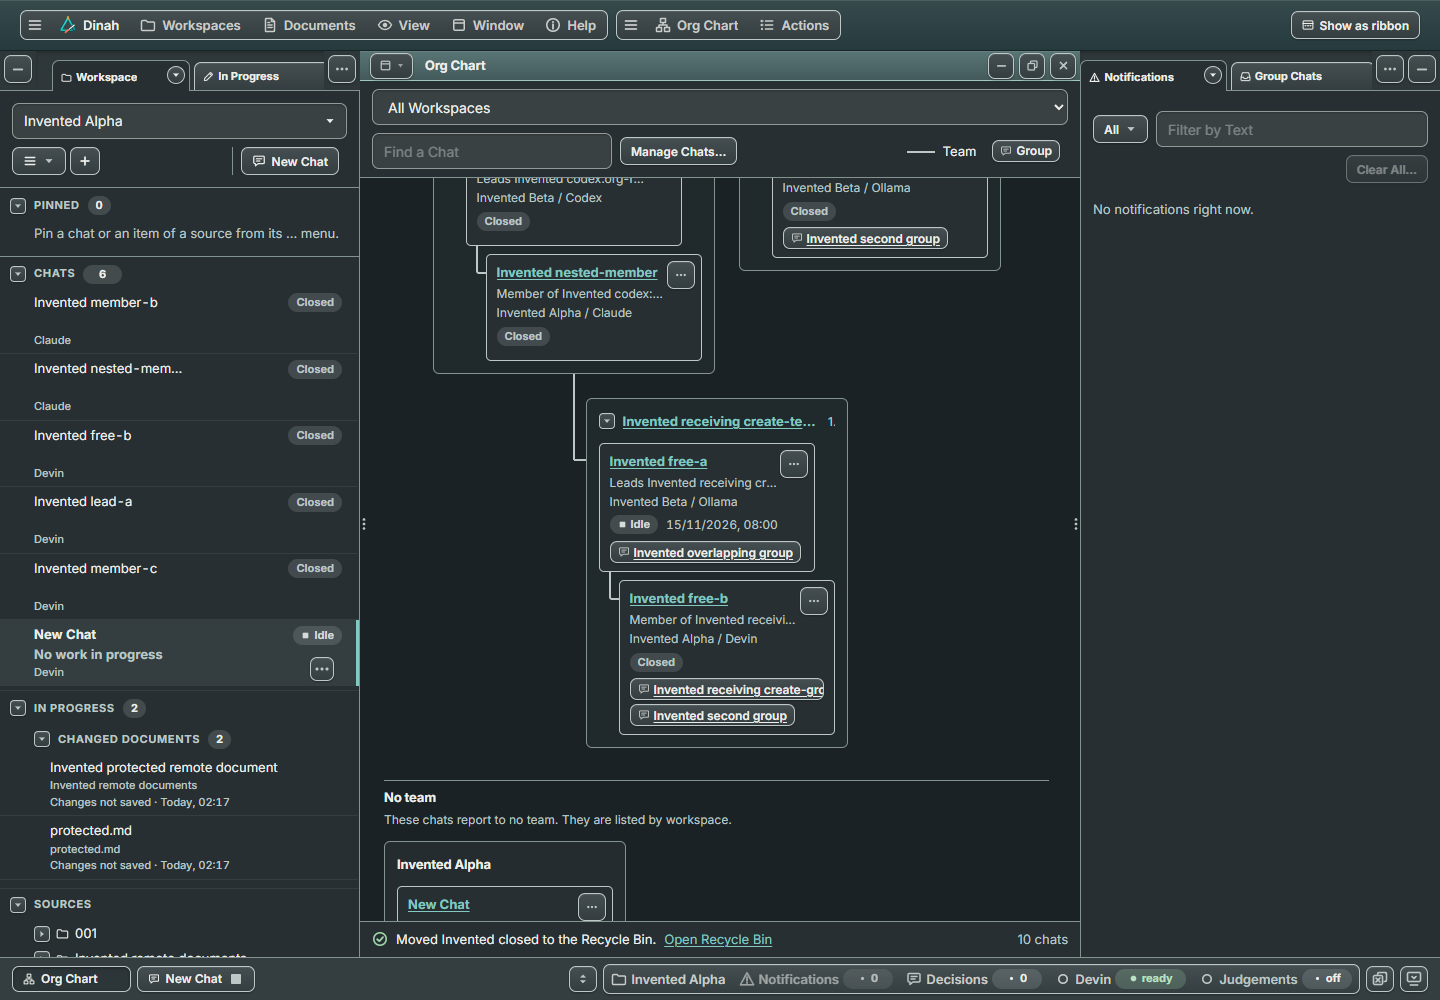 Dinah
Workspaces
Documents
View
Window
Help
Org Chart
Actions
Show as ribbon
Workspace
In Progress
Invented Alpha
New Chat
PINNED 0
Pin a chat or an item of a source from its ... menu.
CHATS 6
Invented member-b Closed
Claude
Invented nested-mem... Closed
Claude
Invented free-b Closed
Devin
Invented lead-a Closed
Devin
Invented member-c Closed
Devin
New Chat Idle
No work in progress
Devin
IN PROGRESS 2
CHANGED DOCUMENTS 2
Invented protected remote document
Invented remote documents
Changes not saved · Today, 02:17
protected.md
protected.md
Changes not saved · Today, 02:17
SOURCES
001
Org Chart
All Workspaces
Find a Chat
Manage Chats...
Team
Group
Leads Invented codex:org-r...
Invented Beta / Codex
Closed
Invented nested-member
Member of Invented codex:...
Invented Alpha / Claude
Closed
Invented Beta / Ollama
Closed
Invented second group
Invented receiving create-te... 1.
Invented free-a
Leads Invented receiving cr...
Invented Beta / Ollama
Idle 15/11/2026, 08:00
Invented overlapping group
Invented free-b
Member of Invented receivi...
Invented Alpha / Devin
Closed
Invented receiving create-gro
Invented second group
No team
These chats report to no team. They are listed by workspace.
Invented Alpha
New Chat
Moved Invented closed to the Recycle Bin. Open Recycle Bin
10 chats
Notifications
Group Chats
All
Filter by Text
Clear All...
No notifications right now.
Org Chart
New Chat
Invented Alpha
Notifications · 0
Decisions · 0
Devin ready
Judgements · off